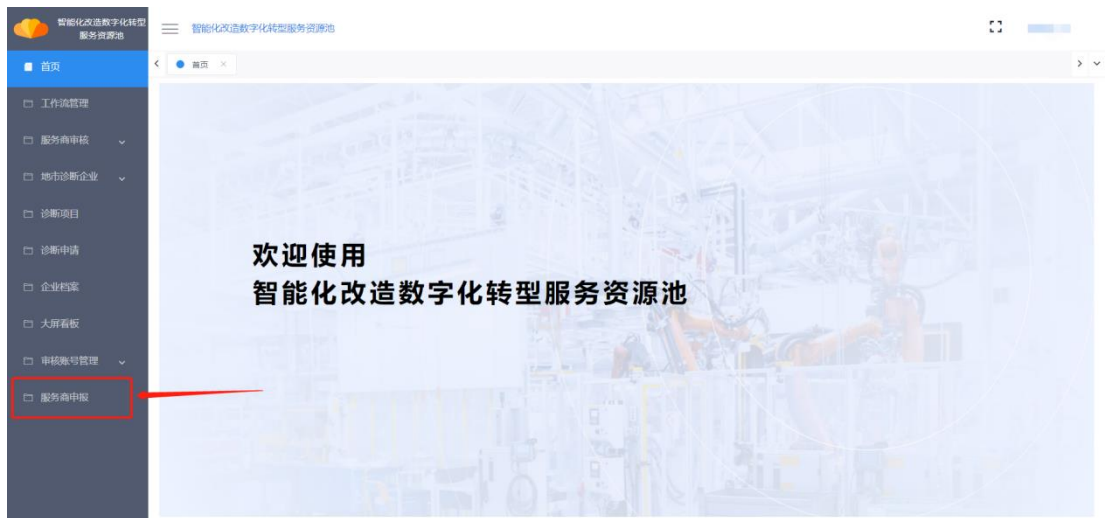 智能化改造数字化转型
服务资源池
智能化改造数字化转型服务资源池
首页
首页
工作流管理
服务商审核
地市诊断企业
诊断项目
诊断申请
企业档案
大屏看板
审核账号管理
服务商申报
欢迎使用
智能化改造数字化转型服务资源池